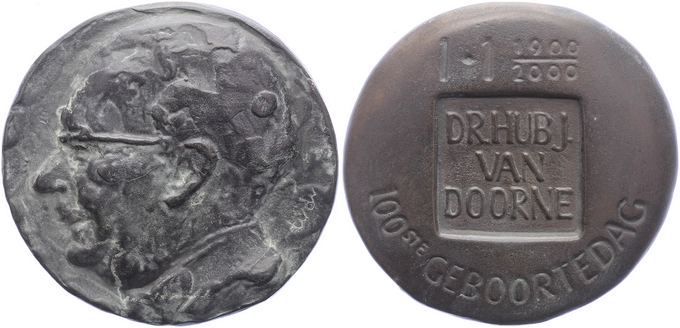 1·1 1900
2000
DR.HUB J.
VAN
DOORNE
100STE GEBOORTEDAG